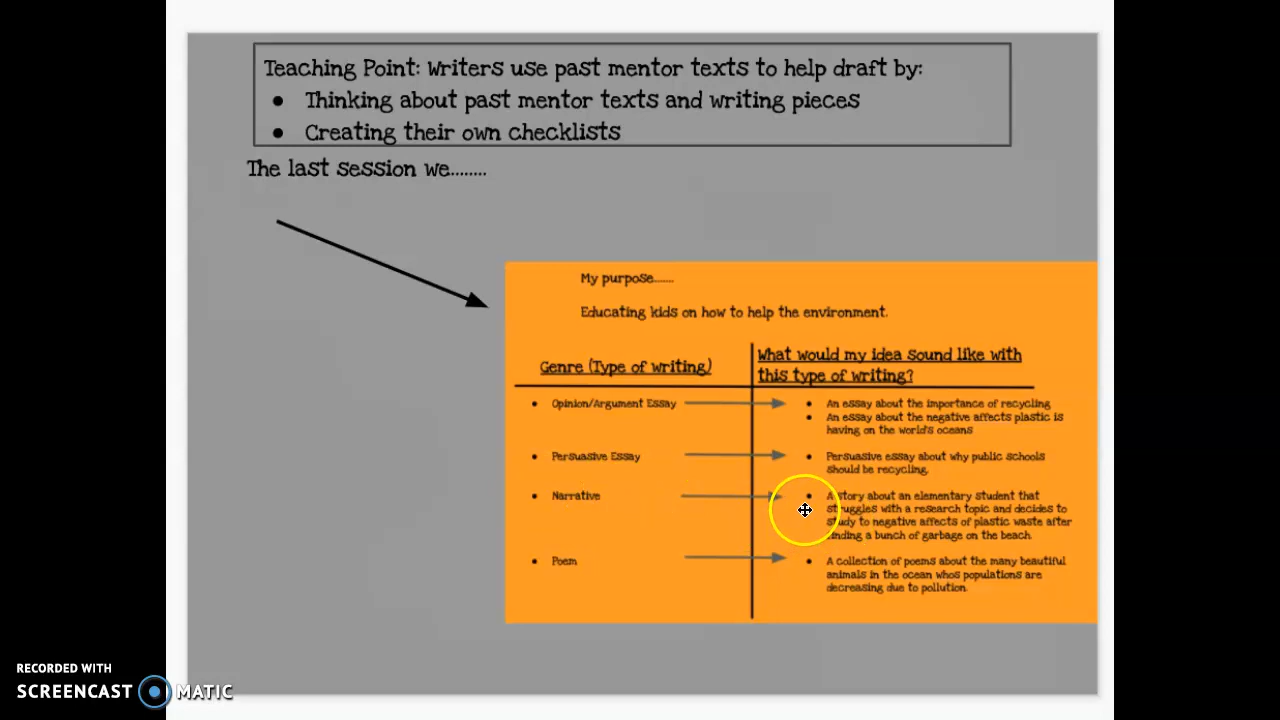 Teaching Point: Writers use past mentor texts to help draft by:
● Thinking about past mentor texts and writing pieces
● Creating their own checklists
The last session we........
My purpose.......
Educating kids on how to help the environment.
Genre (Type of writing)
What would my idea sound like with
this type of writing?
● Opinion/Argument Essay
● An essay about the importance of recycling
● An essay about the negative affects plastic is
having on the world's oceans
● Persuasive Essay
● Persuasive essay about why public schools
should be recycling.
● Narrative
● A story about an elementary student that
struggles with a research topic and decides to
study to negative affects of plastic waste after
finding a bunch of garbage on the beach.
● Poem
● A collection of poems about the many beautiful
animals in the ocean whos populations are
decreasing due to pollution.
RECORDED WITH
SCREENCAST MATIC